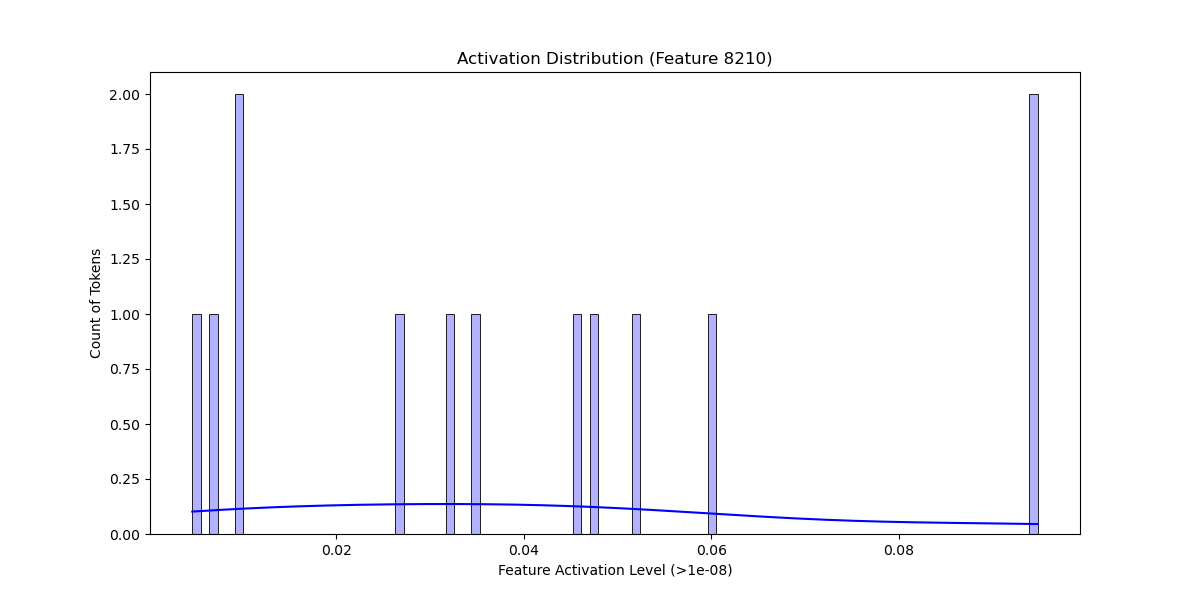 Activation Distribution (Feature 8210)
Count of Tokens
2.00
1.75
1.50
1.25
1.00
0.75
0.50
0.25
0.00
0.02 0.04 0.06 0.08
Feature Activation Level (>1e-08)